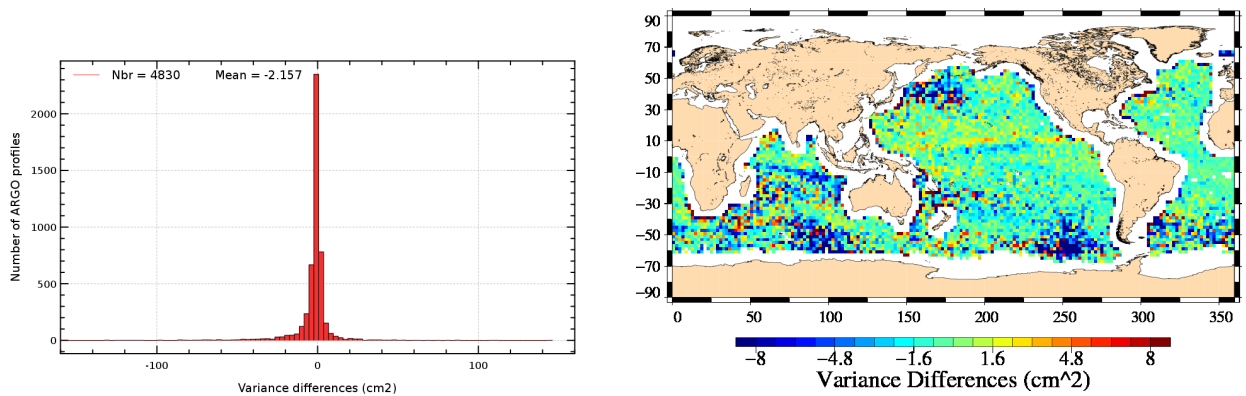 Nbr = 4830 Mean = -2.157
Number of ARGO profiles
2000
1500
1000
500
0
-100 0 100
Variance differences (cm2)
90
70
50
30
10
−10
−30
−50
−70
−90
0 50 100 150 200 250 300 350
−8 −4.8 −1.6 1.6 4.8 8
Variance Differences (cm^2)